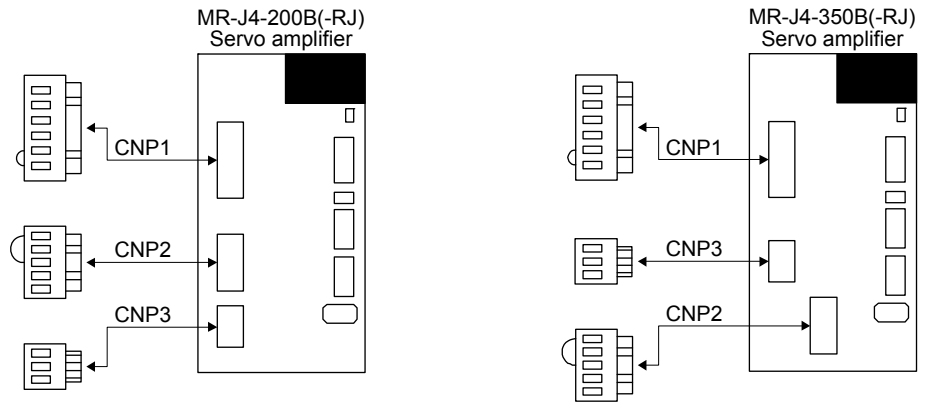 MR-J4-200B(-RJ)
Servo amplifier
CNP1
CNP2
CNP3
MR-J4-350B(-RJ)
Servo amplifier
CNP1
CNP3
CNP2